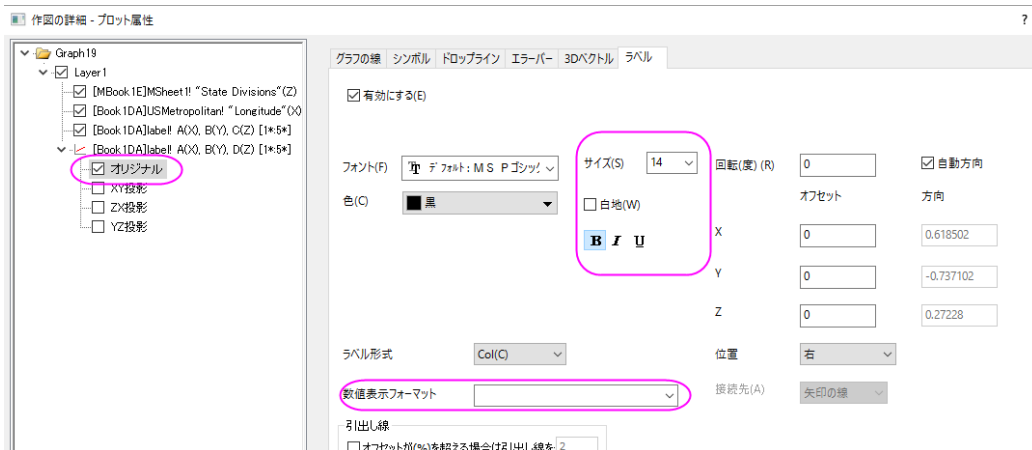 作図の詳細 - プロット属性 ?
Graph19
Layer1
[MBook1E]MSheet1! "State Divisions"(Z)
[Book1DA]USMetropolitan! "Longitude"(X)
[Book1DA]label! A(X), B(Y), C(Z) [1*:5*]
[Book1DA]label! A(X), B(Y), D(Z) [1*:5*]
オリジナル
XY投影
ZX投影
YZ投影
グラフの線 シンボル ドロップライン エラーバー 3Dベクトル ラベル
有効にする(E)
フォント(F) デフォルト: MS Pゴシック サイズ(S) 14 回転(度) (R) 0 自動方向
色(C) 黒 白地(W) オフセット 方向
B I U X 0 0.618502
Y 0 -0.737102
Z 0 0.27228
ラベル形式 Col(C) 位置 右
数値表示フォーマット 接続先(A) 矢印の線
引出し線
オフセットが(%)を超える場合は引出し線を 2